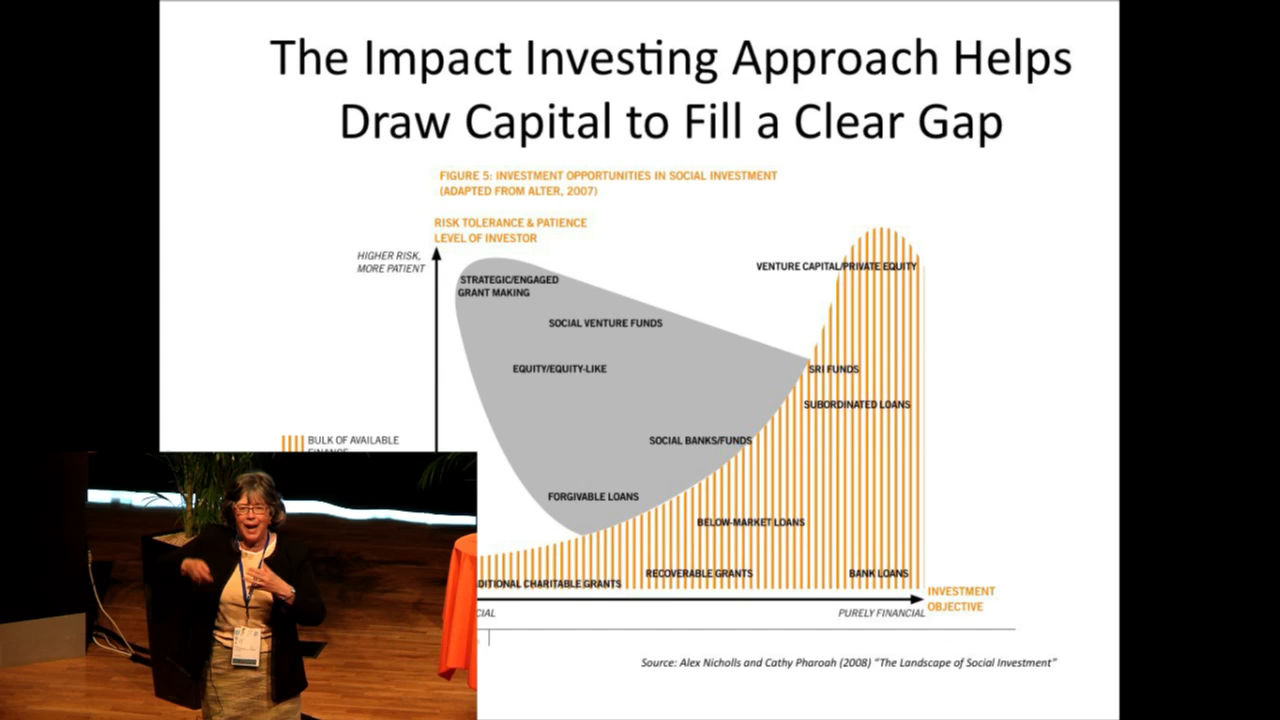 The Impact Investing Approach Helps
Draw Capital to Fill a Clear Gap
FIGURE 5: INVESTMENT OPPORTUNITIES IN SOCIAL INVESTMENT
(ADAPTED FROM ALTER, 2007)
RISK TOLERANCE & PATIENCE
LEVEL OF INVESTOR
HIGHER RISK,
MORE PATIENT
STRATEGIC/ENGAGED
GRANT MAKING
VENTURE CAPITAL/PRIVATE EQUITY
SOCIAL VENTURE FUNDS
EQUITY/EQUITY-LIKE
SRI FUNDS
SUBORDINATED LOANS
BULK OF AVAILABLE
SOCIAL BANKS/FUNDS
FORGIVABLE LOANS
BELOW-MARKET LOANS
DITIONAL CHARITABLE GRANTS
RECOVERABLE GRANTS
BANK LOANS
INVESTMENT
OBJECTIVE
CIAL
PURELY FINANCIAL
Source: Alex Nicholls and Cathy Pharoah (2008) “The Landscape of Social Investment”